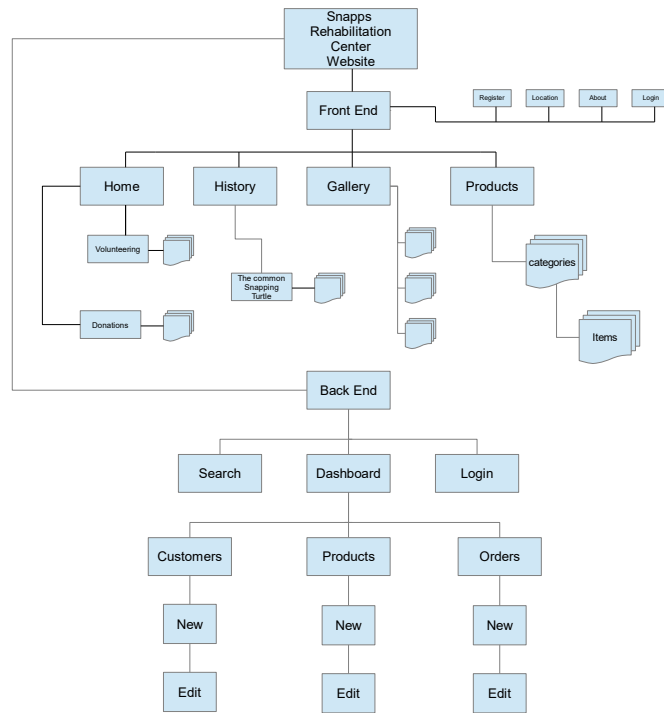 Snapps
Rehabilitation
Center
Website
Front End
Register
Location
About
Login
Home
History
Gallery
Products
Volunteering
categories
The common
Snapping
Turtle
Donations
Items
Back End
Search
Dashboard
Login
Customers
Products
Orders
New
New
New
Edit
Edit
Edit